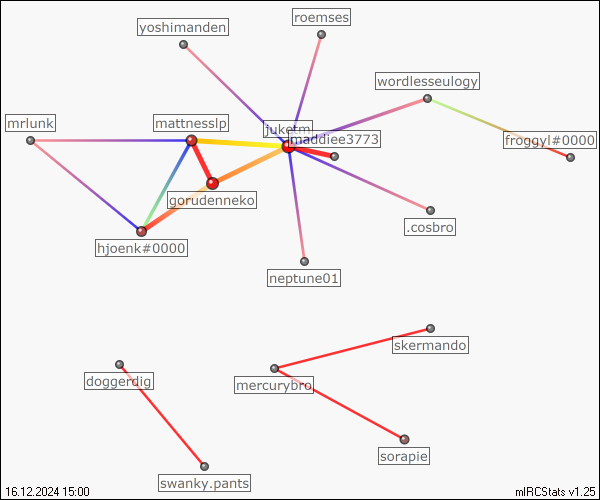 roemses
yoshimanden
wordlesseulogy
mrlunk
mattnesslp
juketm
maddiee3773
froggyl#0000
gorudenneko
.cosbro
hjoenk#0000
neptune01
skermando
doggerdig
mercurybro
sorapie
swanky.pants
16.12.2024 15:00
mIRCStats v1.25